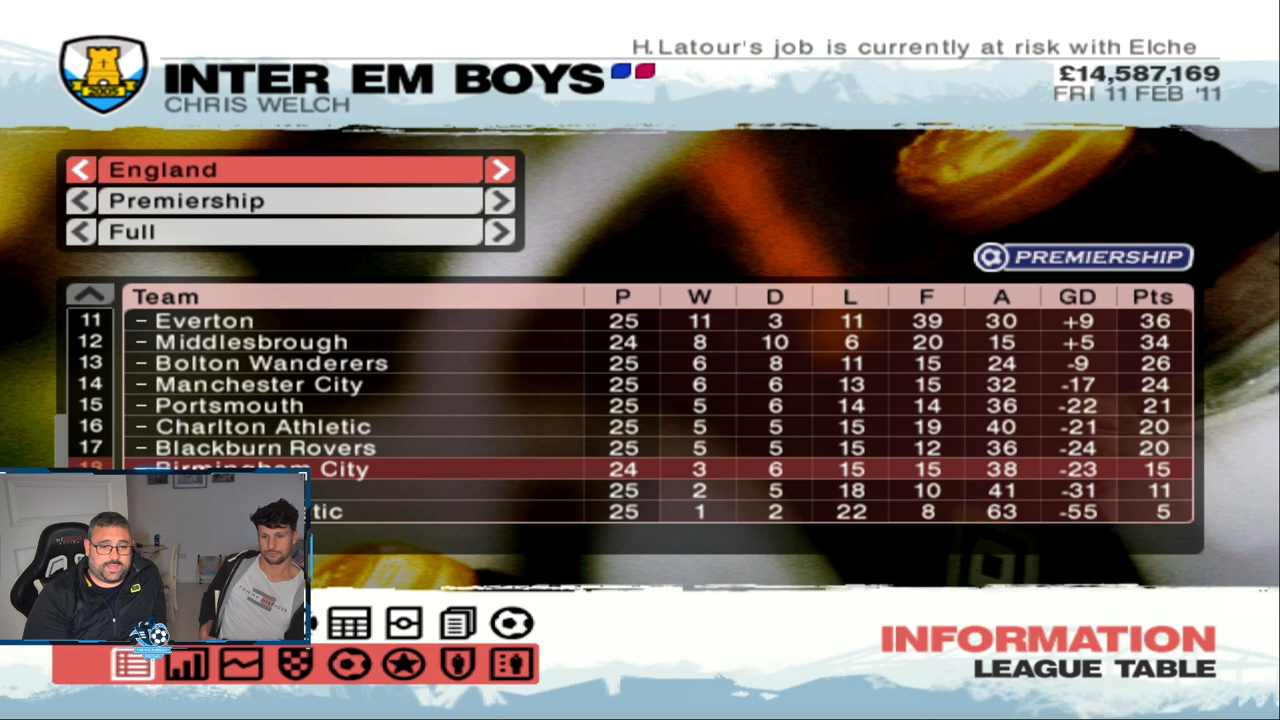 H.Latour's job is currently at risk with Elche
INTER EM BOYS
£14,587,169
CHRIS WELCH
FRI 11 FEB '11
2005
England
Premiership
Full
PREMIERSHIP
Team P W D L F A GD Pts
11 - Everton 25 11 3 11 39 30 +9 36
12 - Middlesbrough 24 8 10 6 20 15 +5 34
13 - Bolton Wanderers 25 6 8 11 15 24 -9 26
14 - Manchester City 25 6 6 13 15 32 -17 24
15 - Portsmouth 25 5 6 14 14 36 -22 21
16 - Charlton Athletic 25 5 5 15 19 40 -21 20
17 - Blackburn Rovers 25 5 5 15 12 36 -24 20
18 - Birmingham City 24 3 6 15 15 38 -23 15
25 2 5 18 10 41 -31 11
tic 25 1 2 22 8 63 -55 5
INFORMATION
LEAGUE TABLE